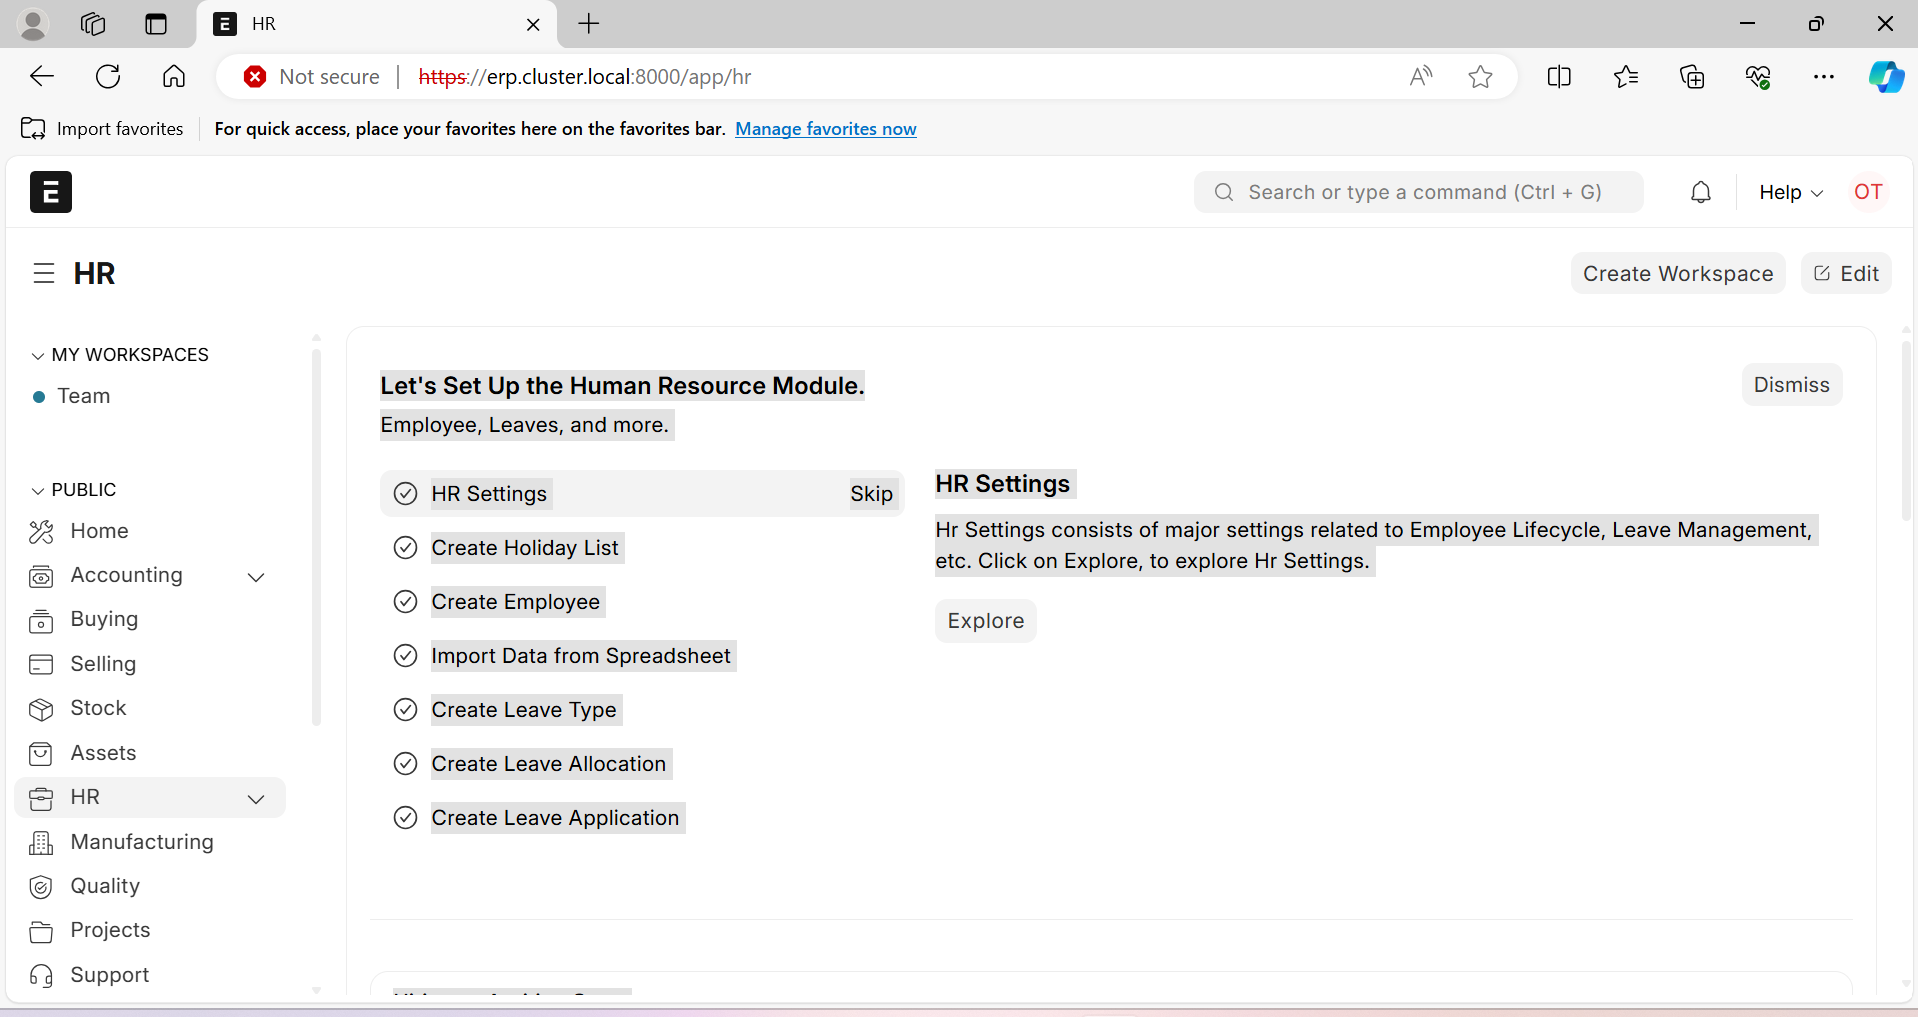 HR
Not secure
https://erp.cluster.local:8000/app/hr
Import favorites
For quick access, place your favorites here on the favorites bar. Manage favorites now
E
Search or type a command (Ctrl + G)
Help
OT
HR
Create Workspace
Edit
MY WORKSPACES
Team
PUBLIC
Home
Accounting
Buying
Selling
Stock
Assets
HR
Manufacturing
Quality
Projects
Support
Let's Set Up the Human Resource Module.
Employee, Leaves, and more.
Dismiss
HR Settings
Skip
Create Holiday List
Create Employee
Import Data from Spreadsheet
Create Leave Type
Create Leave Allocation
Create Leave Application
HR Settings
Hr Settings consists of major settings related to Employee Lifecycle, Leave Management,
etc. Click on Explore, to explore Hr Settings.
Explore